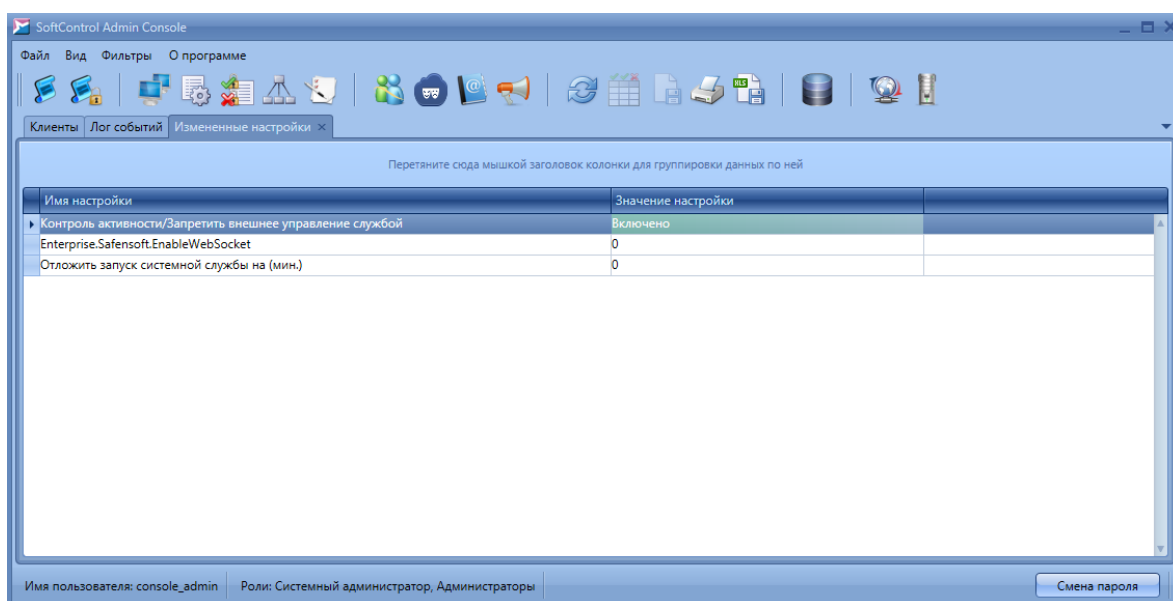 SoftControl Admin Console
Файл Вид Фильтры О программе
Клиенты Лог событий Измененные настройки
Перетяните сюда мышкой заголовок колонки для группировки данных по ней
Имя настройки Значение настройки
Контроль активности/Запретить внешнее управление службой Включено
Enterprise.Safensoft.EnableWebSocket 0
Отложить запуск системной службы на (мин.) 0
Имя пользователя: console_admin Роли: Системный администратор, Администраторы Смена пароля